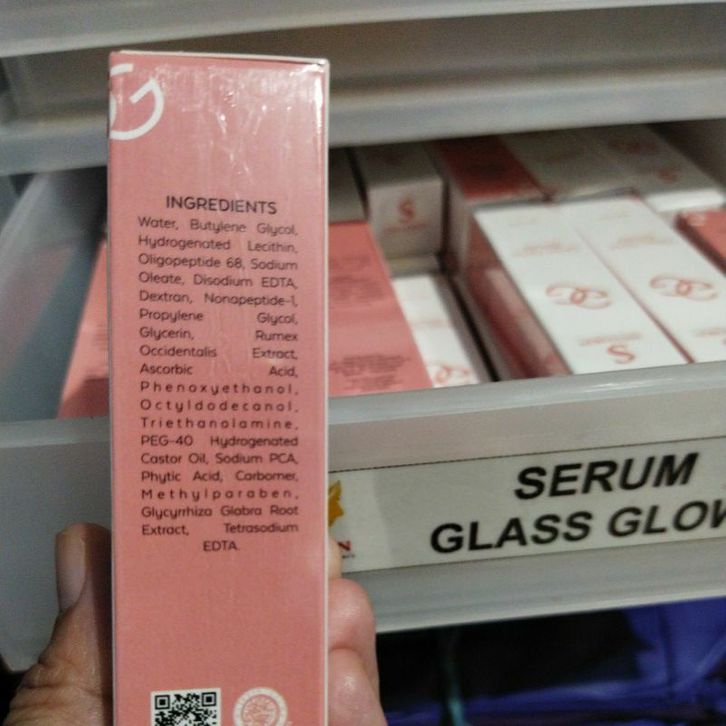 INGREDIENTS
Water, Butylene Glycol,
Hydrogenated Lecithin,
Oligopeptide 68, Sodium
Oleate, Disodium EDTA,
Dextran, Nonapeptide-1,
Propylene Glycol,
Glycerin, Rumex
Occidentalis Extract,
Ascorbic Acid,
Phenoxyethanol,
Octyldodecanol,
Triethanolamine,
PEG-40 Hydrogenated
Castor Oil, Sodium PCA,
Phytic Acid, Carbomer,
Methylparaben,
Glycyrrhiza Glabra Root
Extract, Tetrasodium
EDTA.
S
S
SERUM
GLASS GLOW